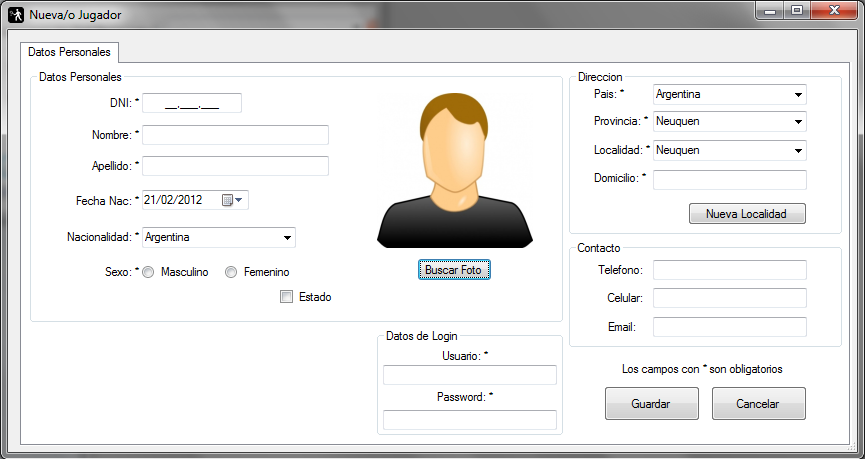 Nueva/o Jugador
Datos Personales
Datos Personales
DNI: * __.___.___
Nombre: *
Apellido: *
Fecha Nac: * 21/02/2012
Nacionalidad: * Argentina
Sexo: * Masculino Femenino
Estado
Buscar Foto
Datos de Login
Usuario: *
Password: *
Direccion
Pais: * Argentina
Provincia: * Neuquen
Localidad: * Neuquen
Domicilio: *
Nueva Localidad
Contacto
Telefono:
Celular:
Email:
Los campos con * son obligatorios
Guardar Cancelar